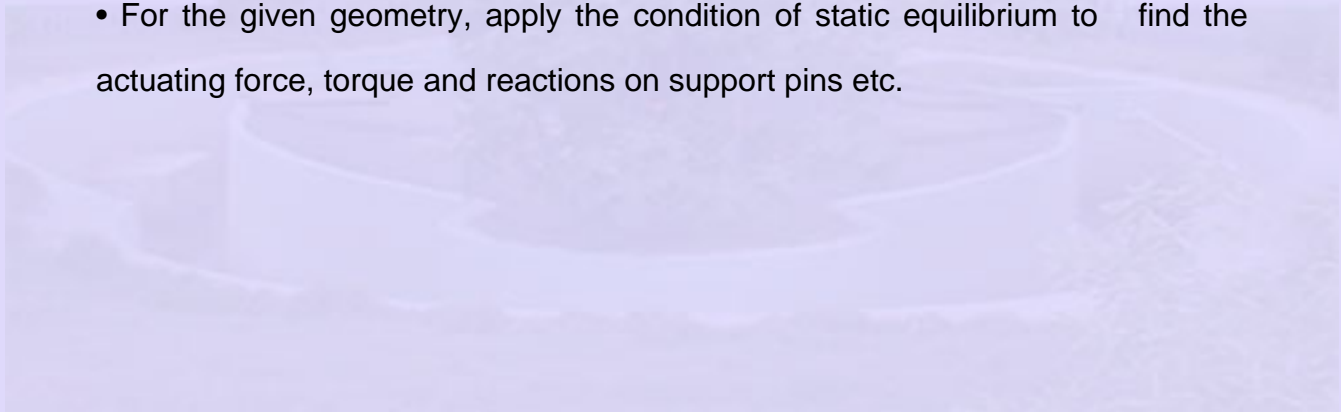 • For the given geometry, apply the condition of static equilibrium to find the
actuating force, torque and reactions on support pins etc.